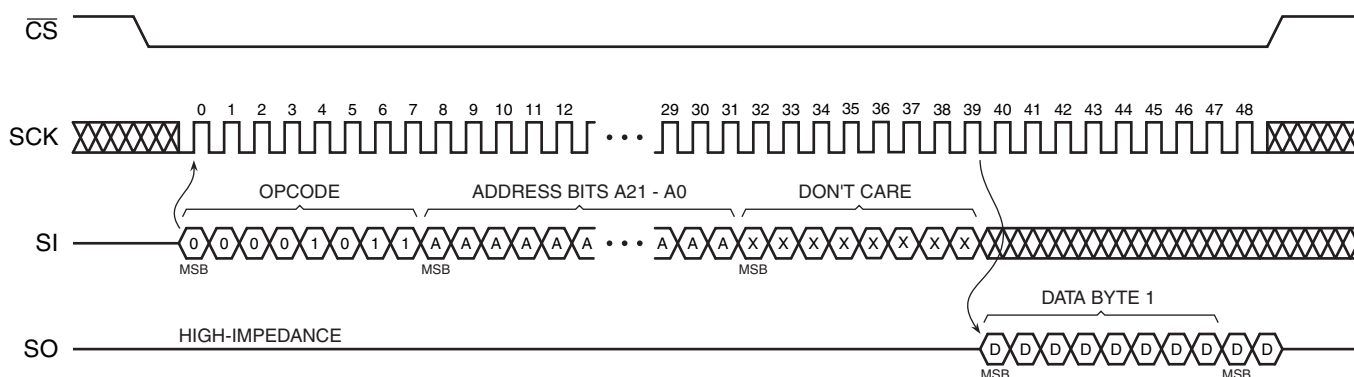 CS
0 1 2 3 4 5 6 7 8 9 10 11 12 29 30 31 32 33 34 35 36 37 38 39 40 41 42 43 44 45 46 47 48
SCK
OPCODE ADDRESS BITS A21 - A0 DON'T CARE
SI 0 0 0 0 1 0 1 1 A A A A A A A A A X X X X X X X X
MSB MSB MSB
DATA BYTE 1
HIGH-IMPEDANCE
SO D D D D D D D D D D
MSB MSB